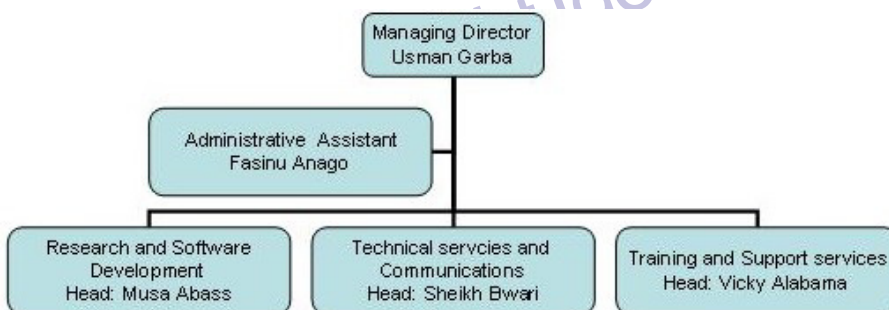 Managing Director
Usman Garba
Administrative Assistant
Fasinu Anago
Research and Software
Development
Head: Musa Abass
Technical servcies and
Communications
Head: Sheikh Bwari
Training and Support services
Head: Vicky Alabama